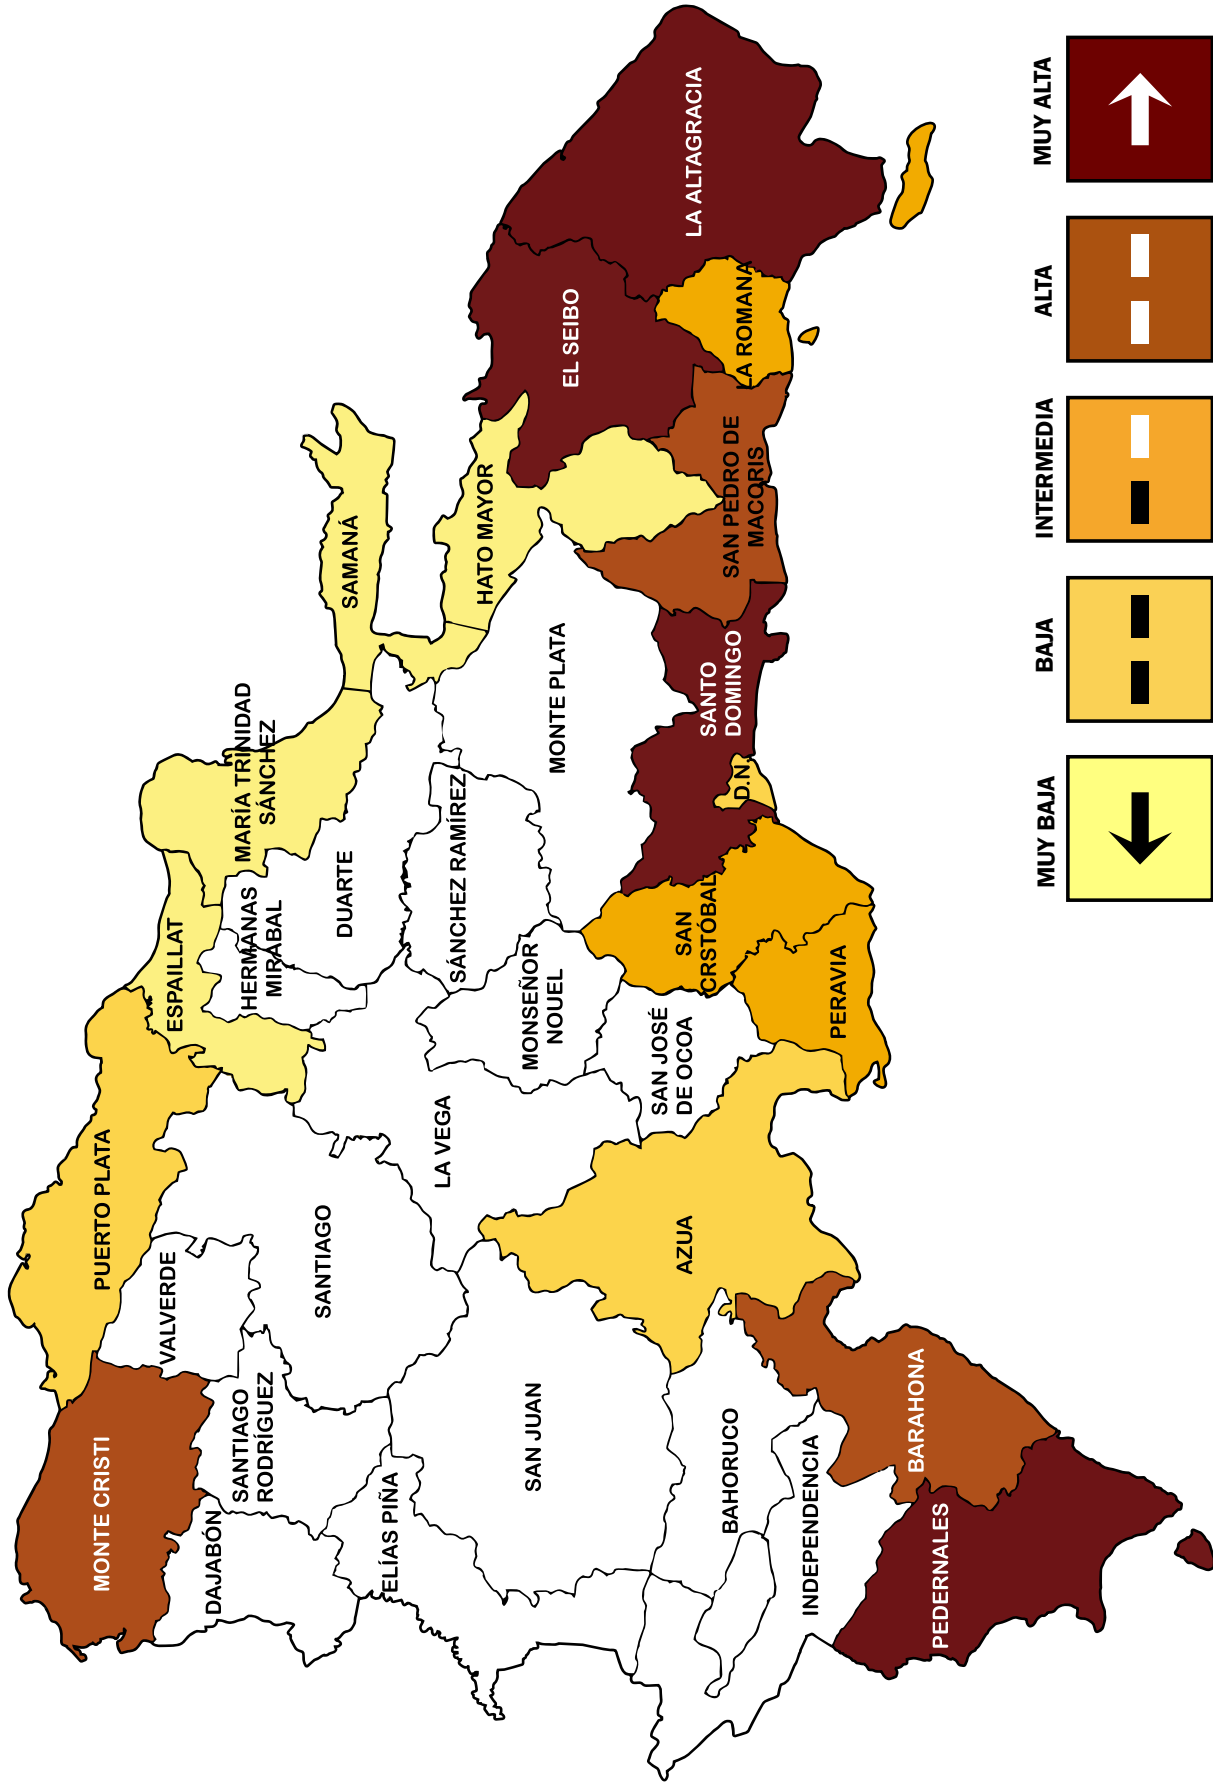 MONTE CRISTI
PUERTO PLATA
VALVERDE
DAJABÓN
SANTIAGO
RODRÍGUEZ
SANTIAGO
ESPAILLAT
HERMANAS
MIRABAL
MARÍA TRINIDAD
SÁNCHEZ
DUARTE
SAMANÁ
ELÍAS PIÑA
LA VEGA
SÁNCHEZ RAMÍREZ
HATO MAYOR
SAN JUAN
MONSEÑOR
NOUEL
MONTE PLATA
EL SEIBO
AZUA
SAN JOSÉ
DE OCOA
SAN
CRSTÓBAL
SANTO
DOMINGO
D.N.
SAN PEDRO DE
MACORIS
LA ROMANA
LA ALTAGRACIA
BAHORUCO
INDEPENDENCIA
PERAVIA
BARAHONA
PEDERNALES
MUY BAJA
BAJA
INTERMEDIA
ALTA
MUY ALTA